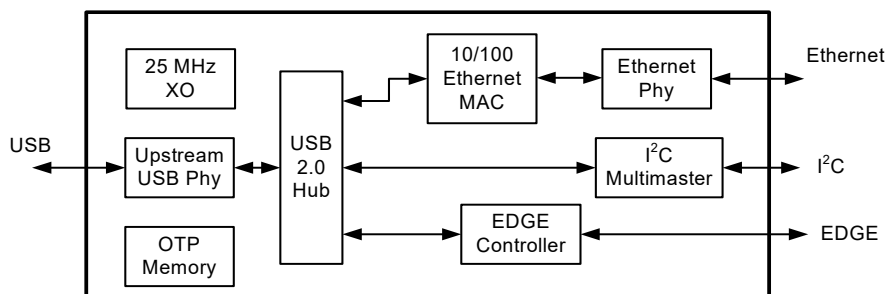 25 MHz
XO
10/100
Ethernet
MAC
Ethernet
Phy
Ethernet
USB
Upstream
USB Phy
USB
2.0
Hub
I²C
Multimaster
I²C
OTP
Memory
EDGE
Controller
EDGE